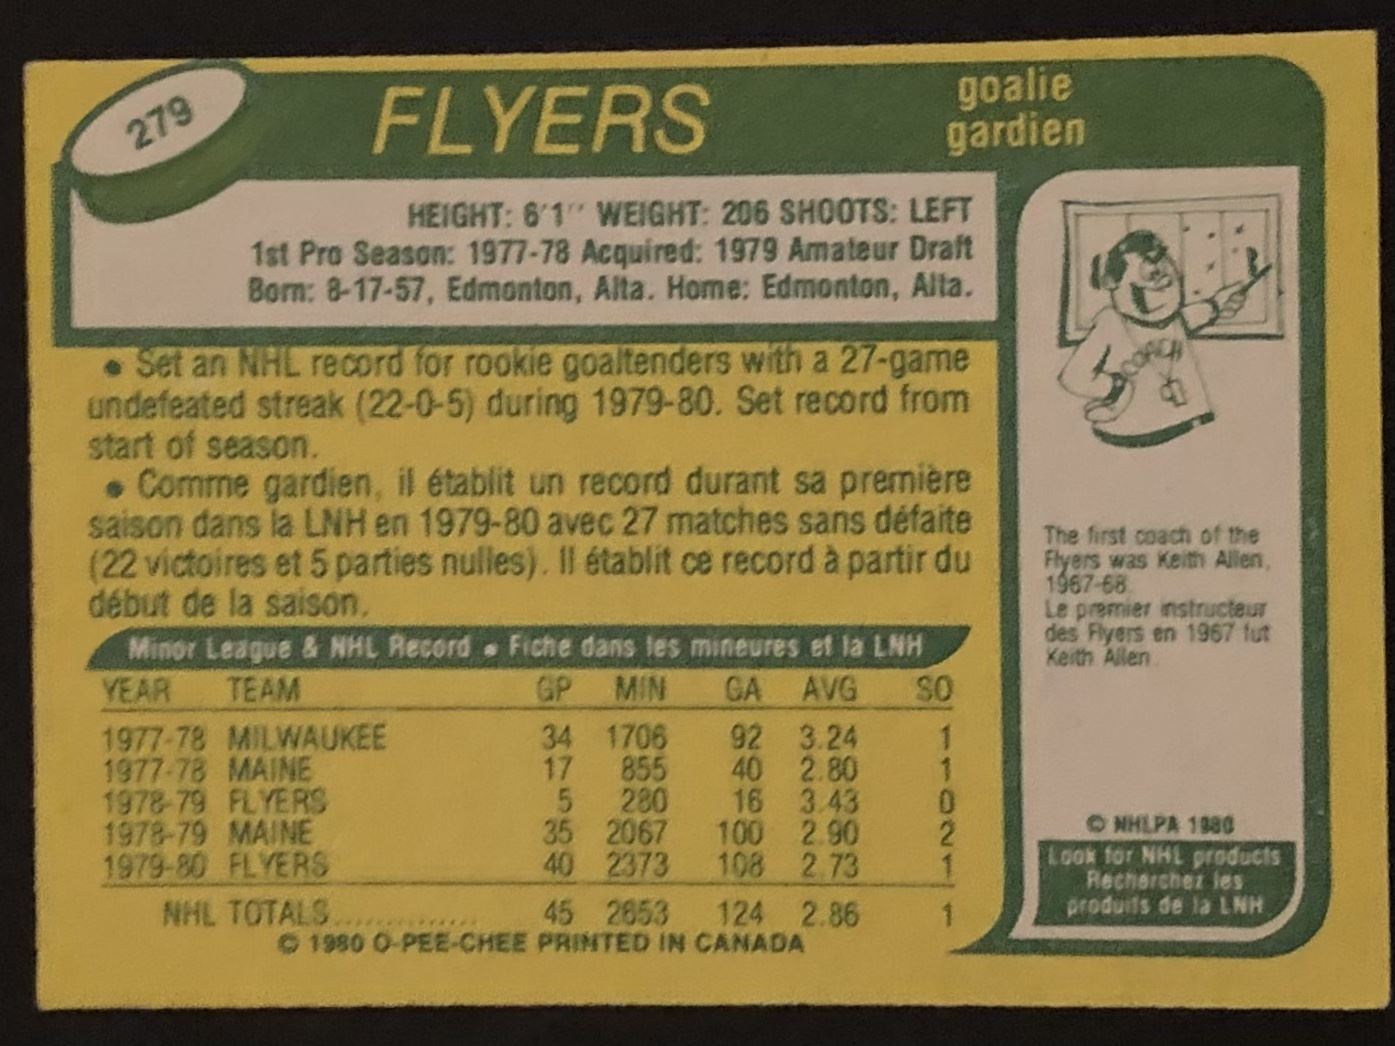 279
FLYERS
goalie
gardien
HEIGHT: 6'1'' WEIGHT: 206 SHOOTS: LEFT
1st Pro Season: 1977-78 Acquired: 1979 Amateur Draft
Born: 8-17-57, Edmonton, Alta. Home: Edmonton, Alta.
• Set an NHL record for rookie goaltenders with a 27-game
undefeated streak (22-0-5) during 1979-80. Set record from
start of season.
• Comme gardien, il établit un record durant sa première
saison dans la LNH en 1979-80 avec 27 matches sans défaite
(22 victoires et 5 parties nulles). Il établit ce record à partir du
début de la saison.
Minor League & NHL Record • Fiche dans les mineures et la LNH
YEAR TEAM GP MIN GA AVG SO
1977-78 MILWAUKEE 34 1706 92 3.24 1
1977-78 MAINE 17 855 40 2.80 1
1978-79 FLYERS 5 280 16 3.43 0
1978-79 MAINE 35 2067 100 2.90 2
1979-80 FLYERS 40 2373 108 2.73 1
NHL TOTALS.............. 45 2653 124 2.86 1
© 1980 O-PEE-CHEE PRINTED IN CANADA
COACH
The first coach of the
Flyers was Keith Allen,
1967-68.
Le premier instructeur
des Flyers en 1967 fut
Keith Allen.
© NHLPA 1980
Look for NHL products
Recherchez les
produits de la LNH